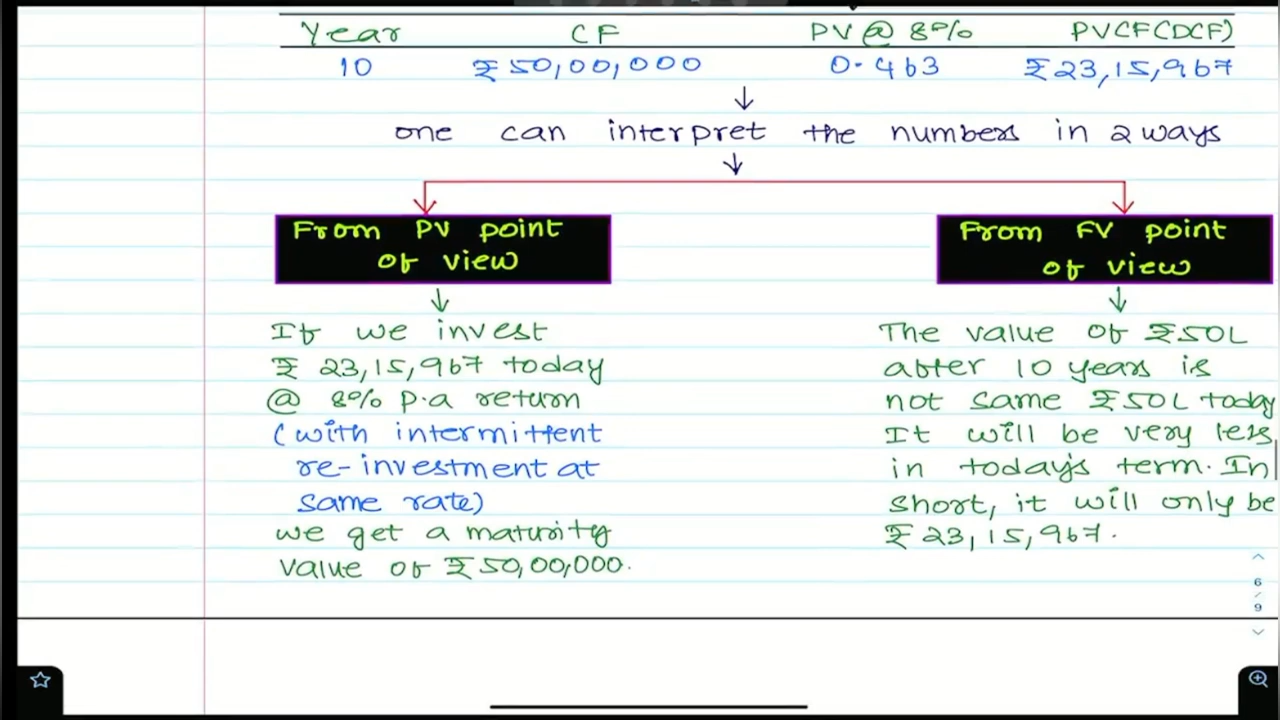 Year CF PV @ 8% PVCF(DCF)
10 ₹50,00,000 0.463 ₹23,15,967
one can interpret the numbers in 2 ways
From PV point
of view
If we invest
₹ 23,15,967 today
@ 8% p.a return
(with intermittent
re-investment at
same rate)
we get a maturity
value of ₹50,00,000.
From FV point
of view
The value of ₹50L
after 10 years is
not same ₹50L today
It will be very less
in today's term. In
short, it will only be
₹23,15,967.
6
/
9